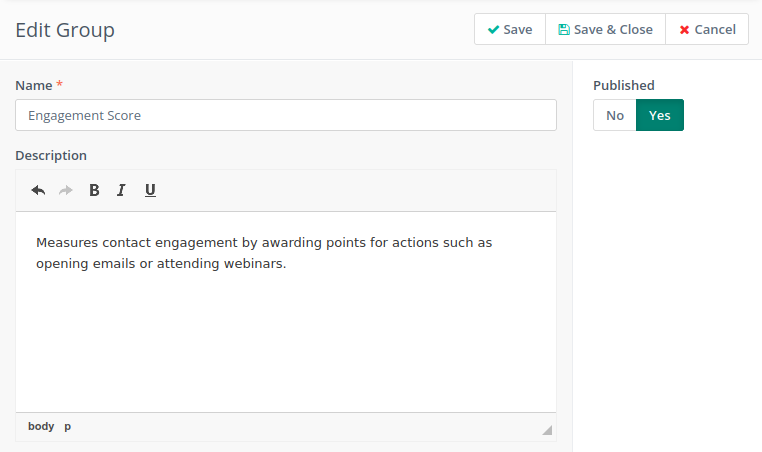 Edit Group
Save
Save & Close
Cancel
Name *
Engagement Score
Published
No
Yes
Description
B I U
Measures contact engagement by awarding points for actions such as
opening emails or attending webinars.
body p